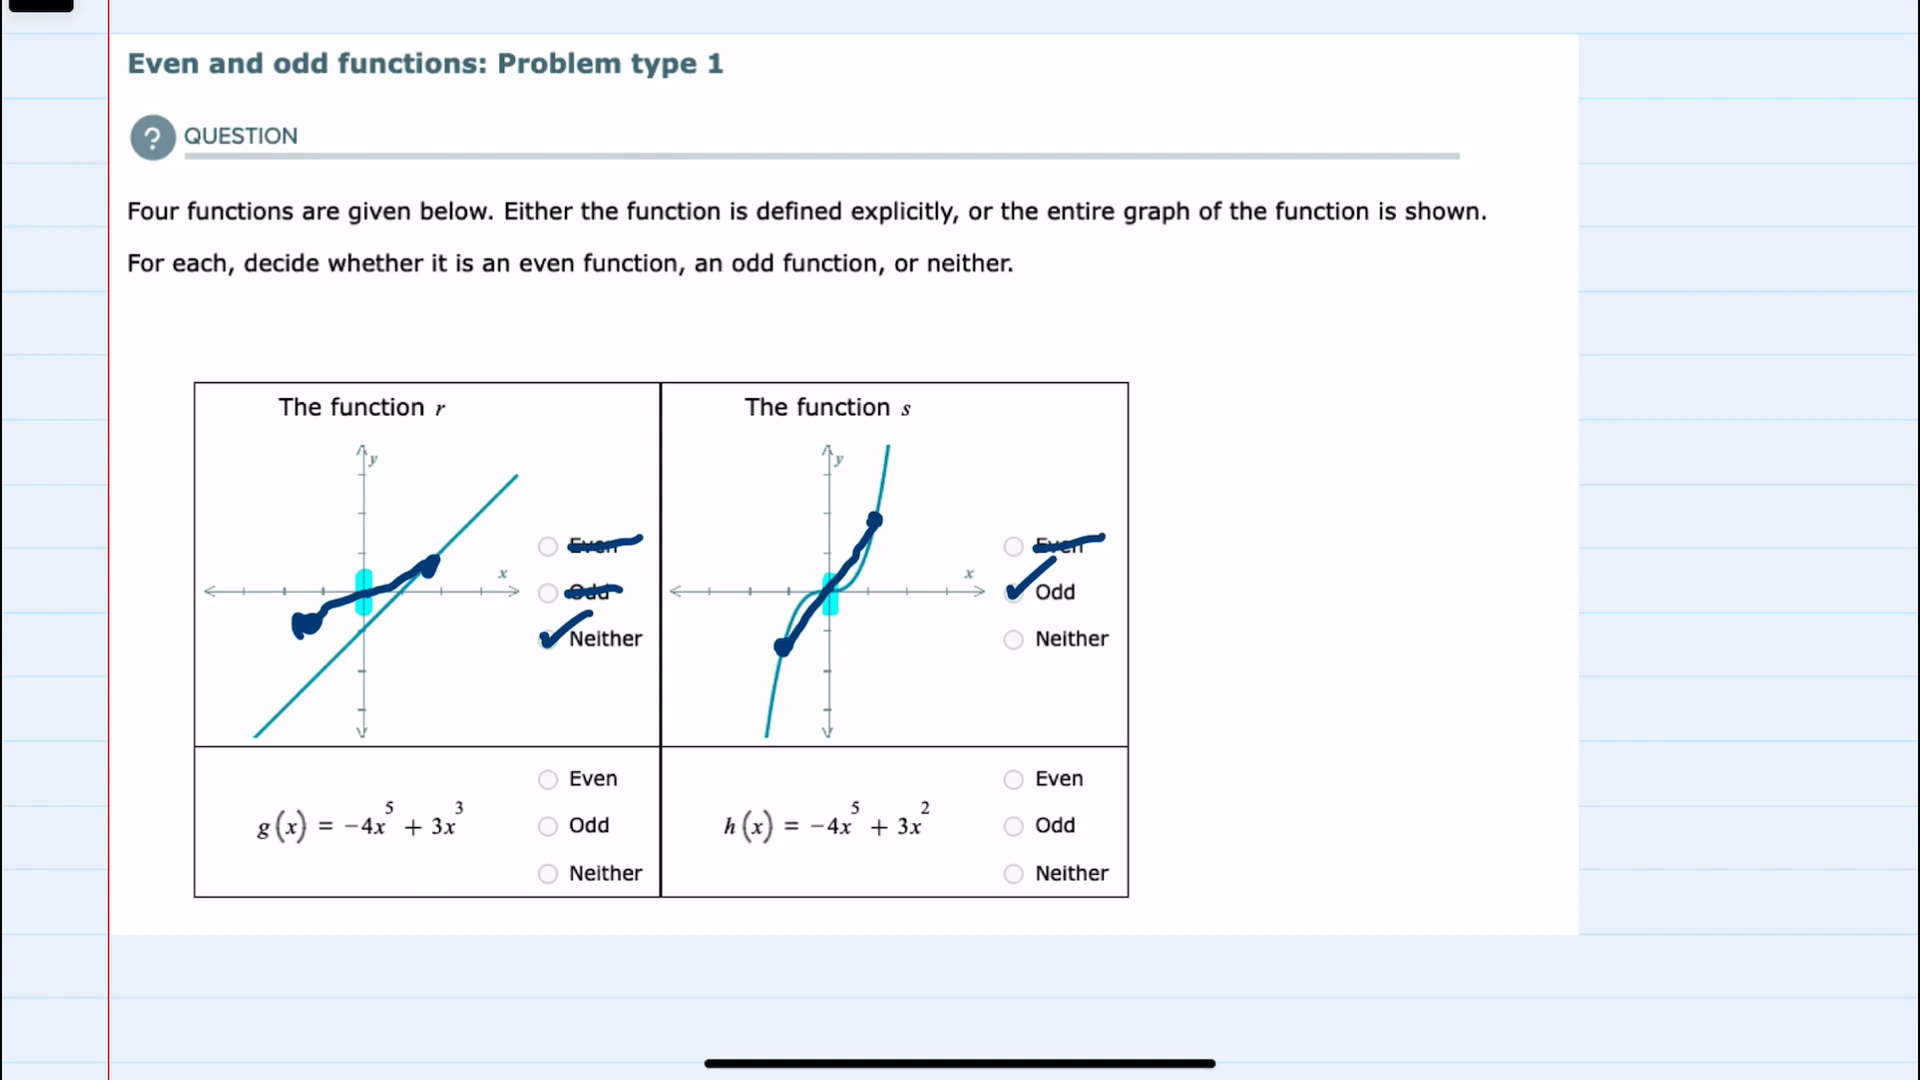 Even and odd functions: Problem type 1
? QUESTION
Four functions are given below. Either the function is defined explicitly, or the entire graph of the function is shown.
For each, decide whether it is an even function, an odd function, or neither.
The function r
y
x
Even
Odd
Neither
The function s
y
x
Even
Odd
Neither
g(x) = −4x⁵ + 3x³
Even
Odd
Neither
h(x) = −4x⁵ + 3x²
Even
Odd
Neither